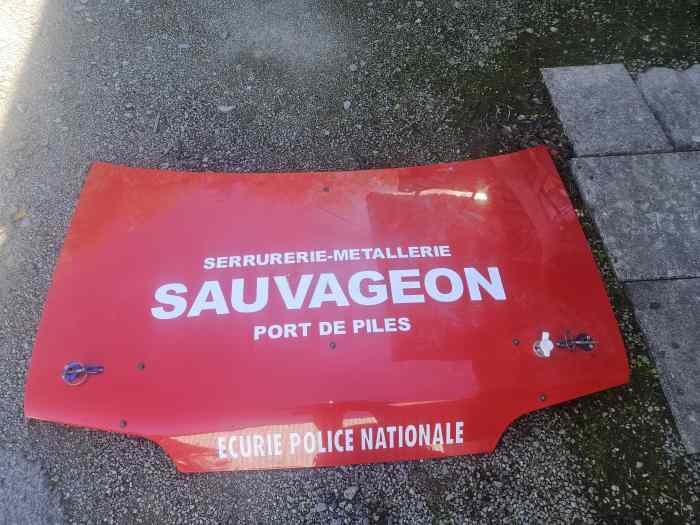 SERRURERIE-METALLERIE
SAUVAGEON
PORT DE PILES
ECURIE POLICE NATIONALE